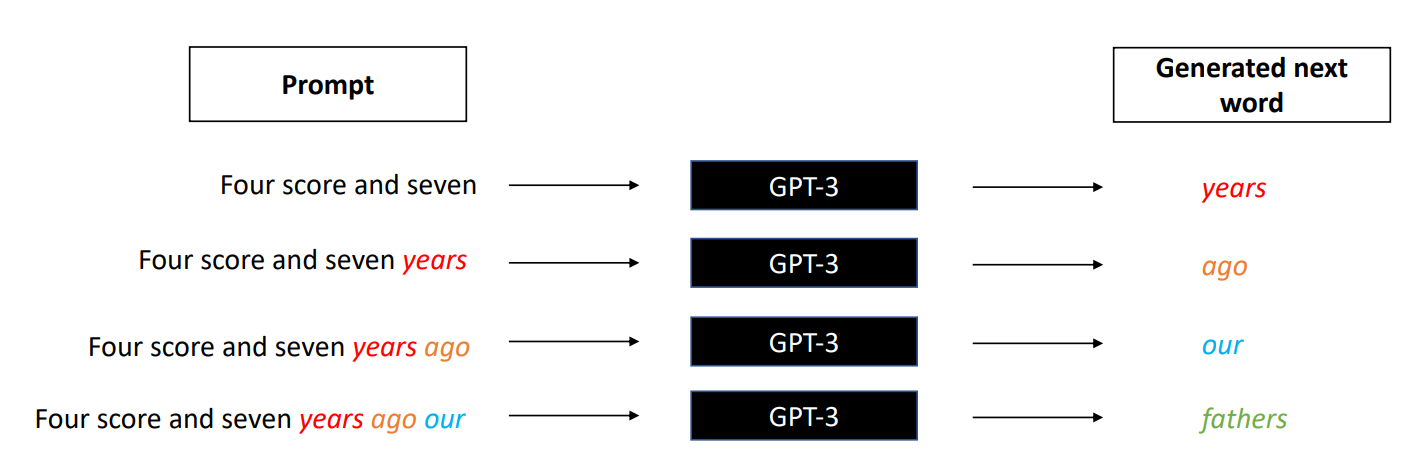 Prompt
Generated next
word
Four score and seven
GPT-3
years
Four score and seven years
GPT-3
ago
Four score and seven years ago
GPT-3
our
Four score and seven years ago our
GPT-3
fathers